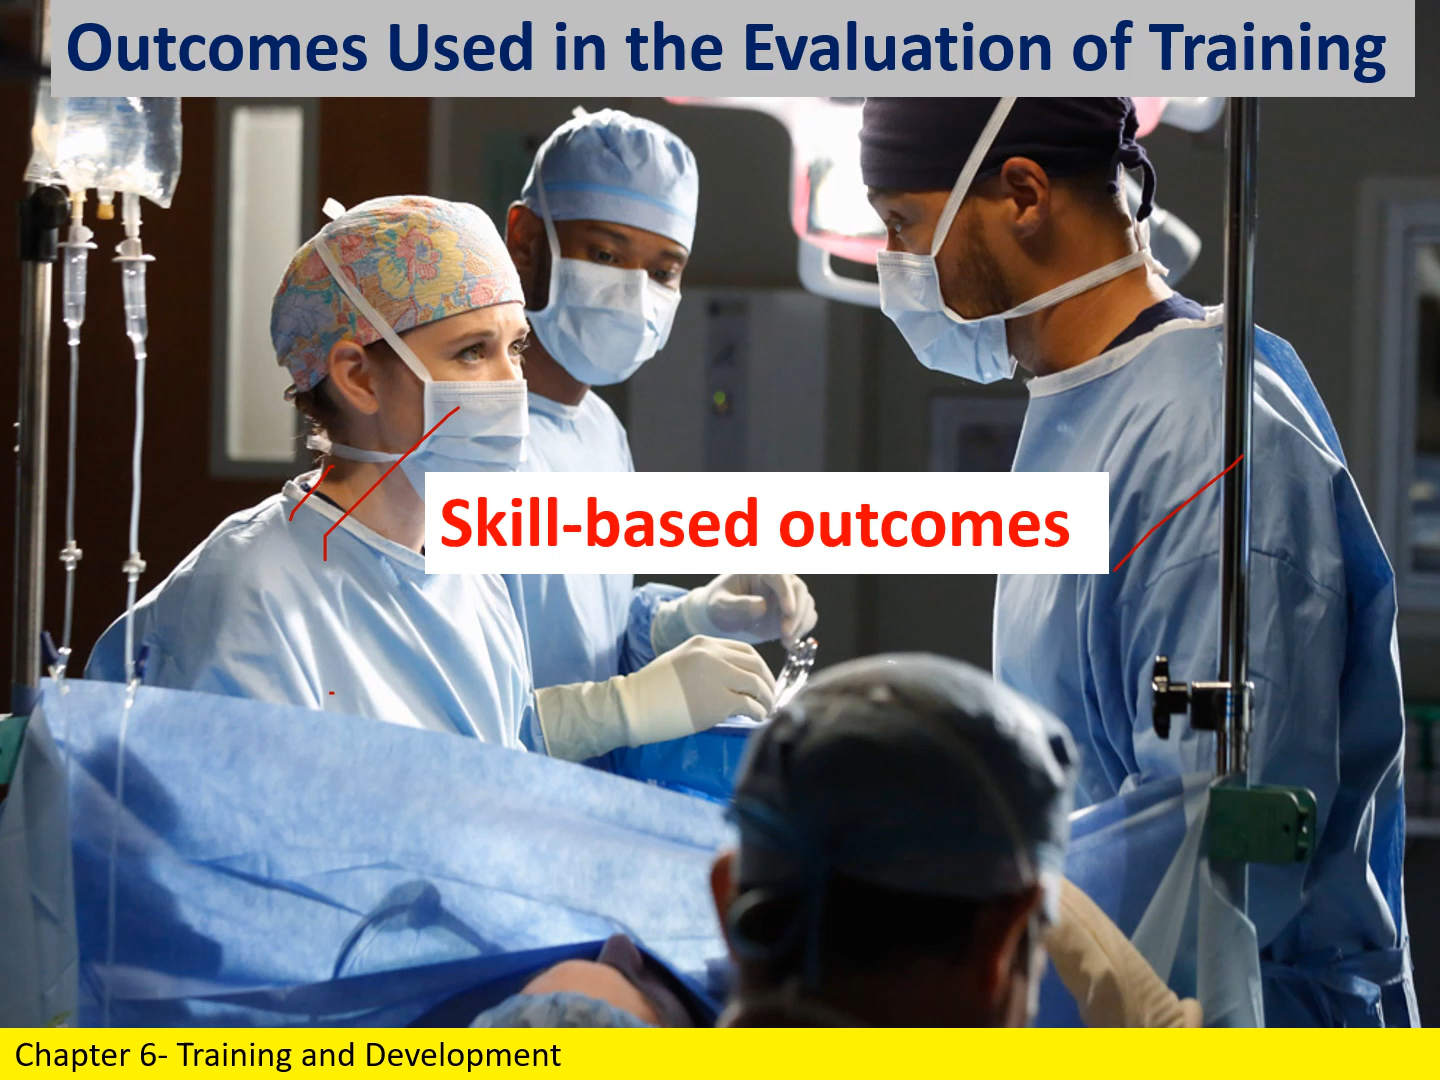 Outcomes Used in the Evaluation of Training
Skill-based outcomes
Chapter 6- Training and Development